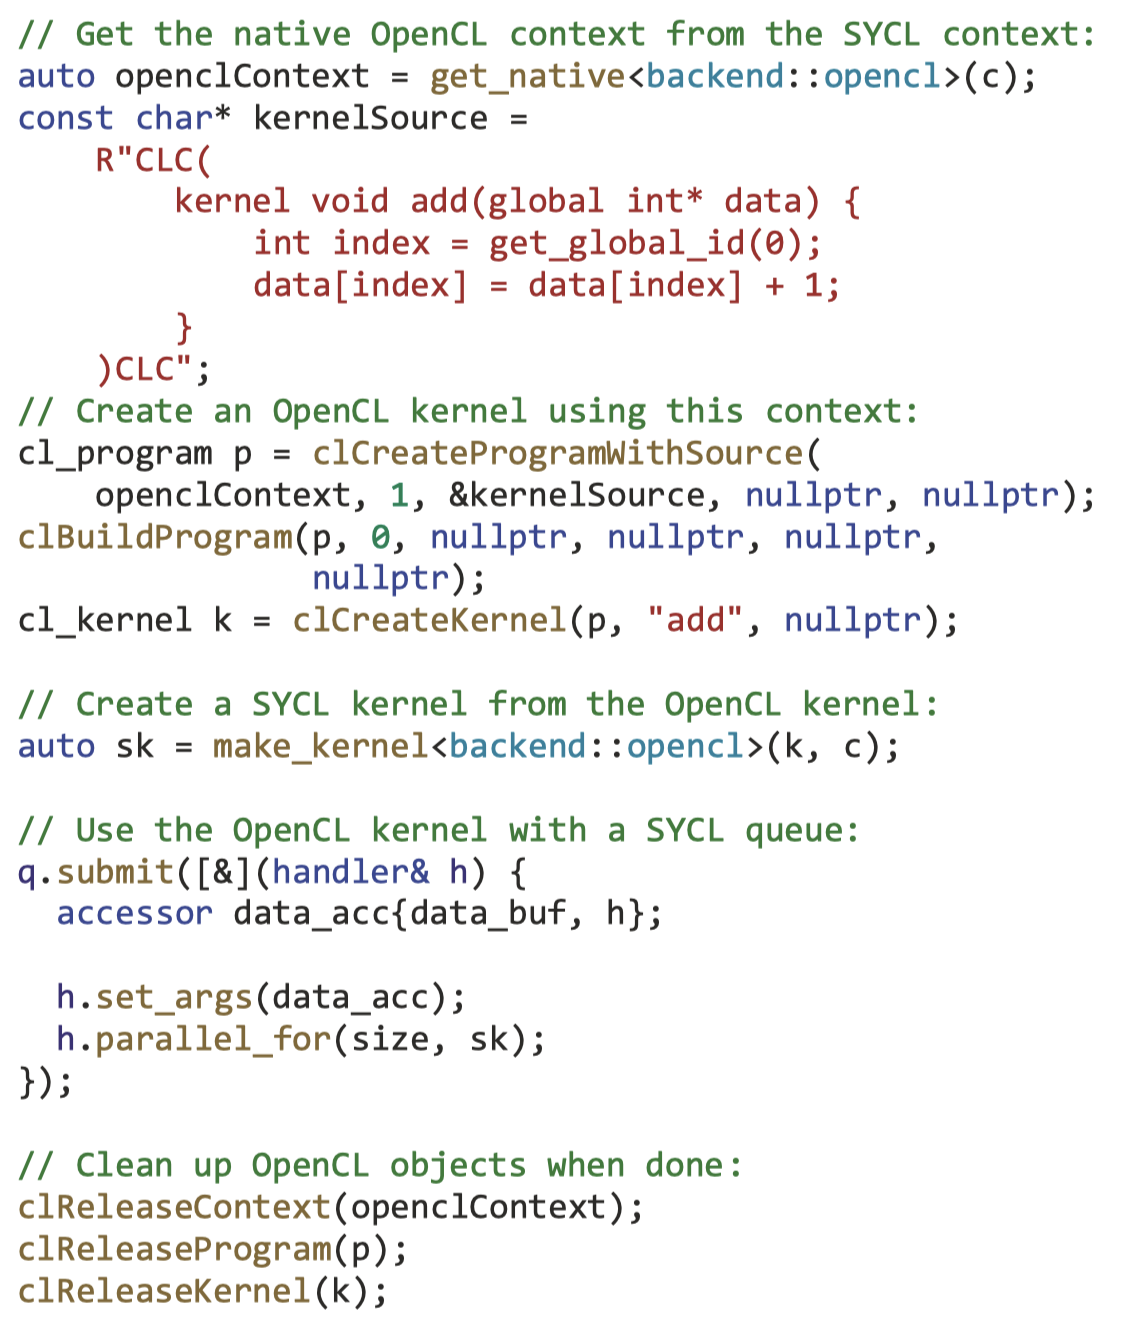 // Get the native OpenCL context from the SYCL context:
auto openclContext = get_native<backend::opencl>(c);
const char* kernelSource =
    R"CLC(
        kernel void add(global int* data) {
            int index = get_global_id(0);
            data[index] = data[index] + 1;
        }
    )CLC";
// Create an OpenCL kernel using this context:
cl_program p = clCreateProgramWithSource(
    openclContext, 1, &kernelSource, nullptr, nullptr);
clBuildProgram(p, 0, nullptr, nullptr, nullptr,
               nullptr);
cl_kernel k = clCreateKernel(p, "add", nullptr);

// Create a SYCL kernel from the OpenCL kernel:
auto sk = make_kernel<backend::opencl>(k, c);

// Use the OpenCL kernel with a SYCL queue:
q.submit([&](handler& h) {
  accessor data_acc{data_buf, h};

  h.set_args(data_acc);
  h.parallel_for(size, sk);
});

// Clean up OpenCL objects when done:
clReleaseContext(openclContext);
clReleaseProgram(p);
clReleaseKernel(k);